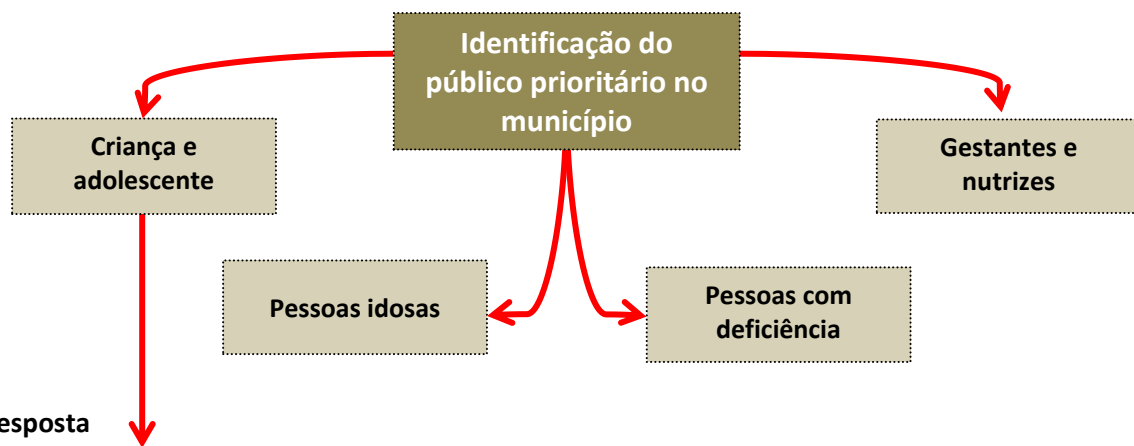 Identificação do
público prioritário no
município
Criança e
adolescente
Gestantes e
nutrizes
Pessoas idosas
Pessoas com
deficiência
esposta